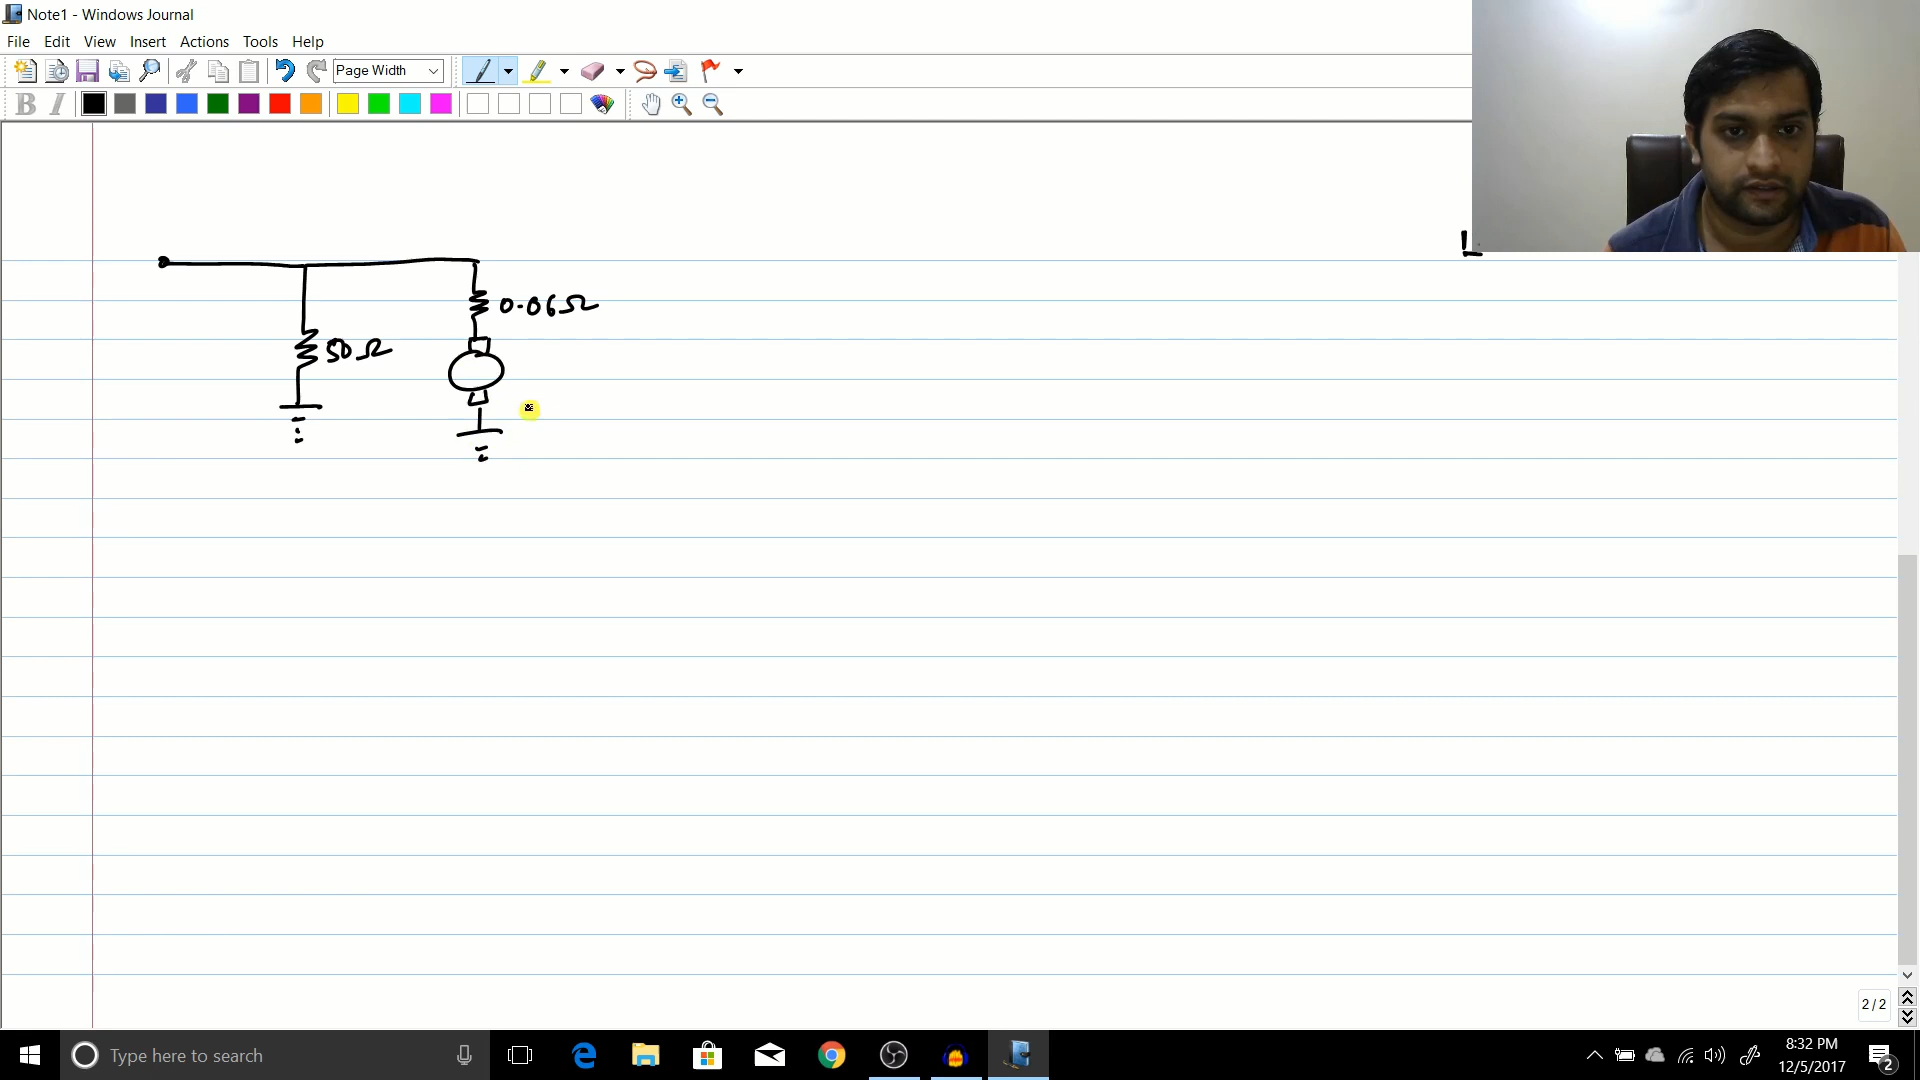 Note1 - Windows Journal
File Edit View Insert Actions Tools Help
Page Width
B I
L
0.06Ω
50Ω
2 / 2
Type here to search
8:32 PM
12/5/2017
2